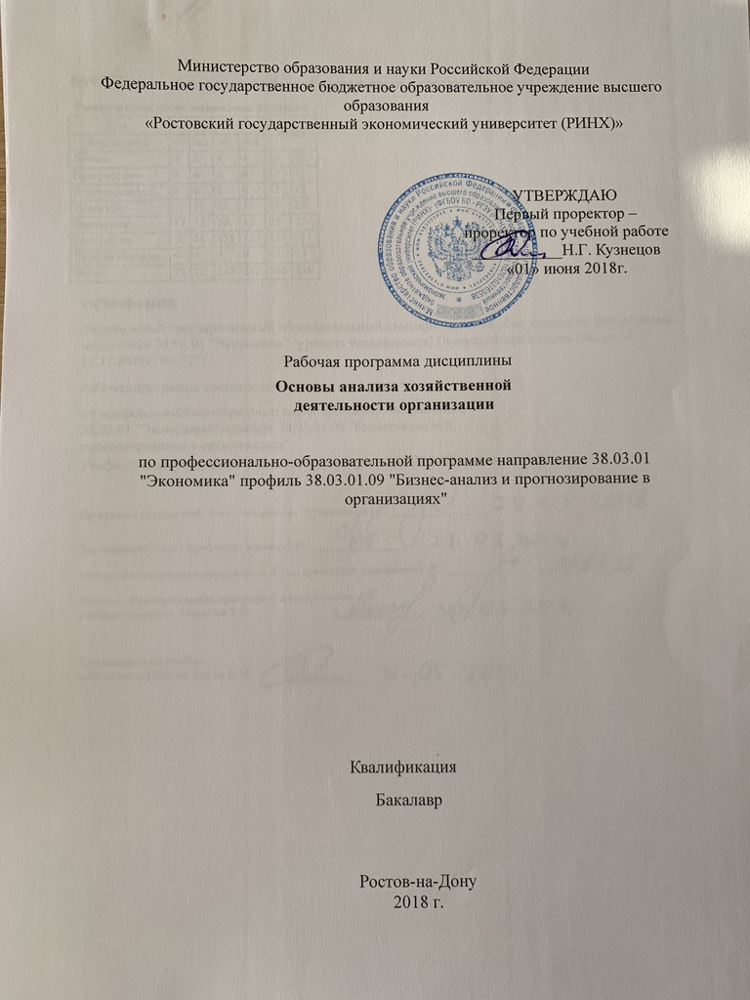 Министерство образования и науки Российской Федерации
Федеральное государственное бюджетное образовательное учреждение высшего
образования
«Ростовский государственный экономический университет (РИНХ)»
УТВЕРЖДАЮ
Первый проректор –
проректор по учебной работе
Н.Г. Кузнецов
«01» июня 2018г.
Рабочая программа дисциплины
Основы анализа хозяйственной
деятельности организации
по профессионально-образовательной программе направление 38.03.01
"Экономика" профиль 38.03.01.09 "Бизнес-анализ и прогнозирование в
организациях"
Квалификация
Бакалавр
Ростов-на-Дону
2018 г.